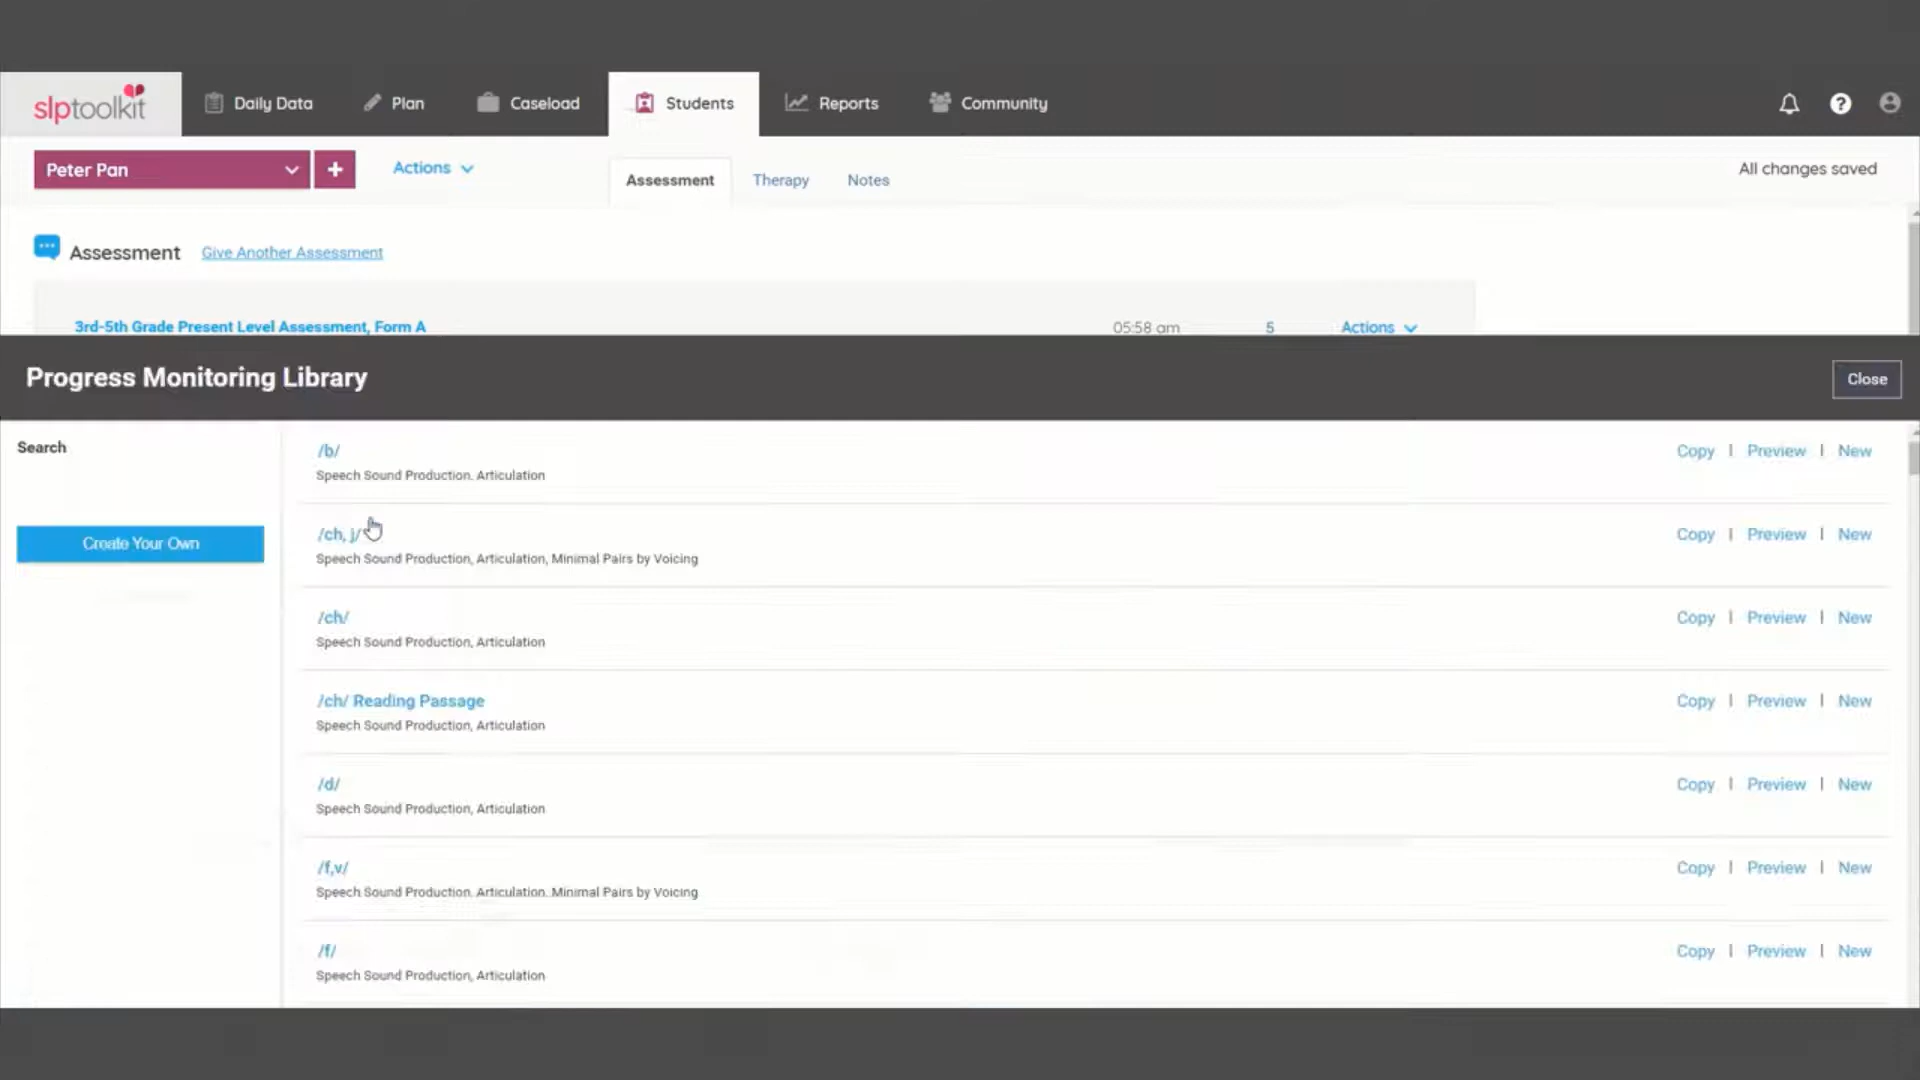 slptoolkit
Daily Data
Plan
Caseload
Students
Reports
Community
?
Peter Pan
+
Actions
Assessment
Therapy
Notes
All changes saved
Assessment
Give Another Assessment
3rd-5th Grade Present Level Assessment, Form A
05:58 am
5
Actions
Progress Monitoring Library
Close
Search
Create Your Own
/b/
Speech Sound Production. Articulation
Copy | Preview | New
/ch, j/
Speech Sound Production, Articulation, Minimal Pairs by Voicing
Copy | Preview | New
/ch/
Speech Sound Production, Articulation
Copy | Preview | New
/ch/ Reading Passage
Speech Sound Production, Articulation
Copy | Preview | New
/d/
Speech Sound Production, Articulation
Copy | Preview | New
/f,v/
Speech Sound Production. Articulation. Minimal Pairs by Voicing
Copy | Preview | New
/f/
Speech Sound Production, Articulation
Copy | Preview | New